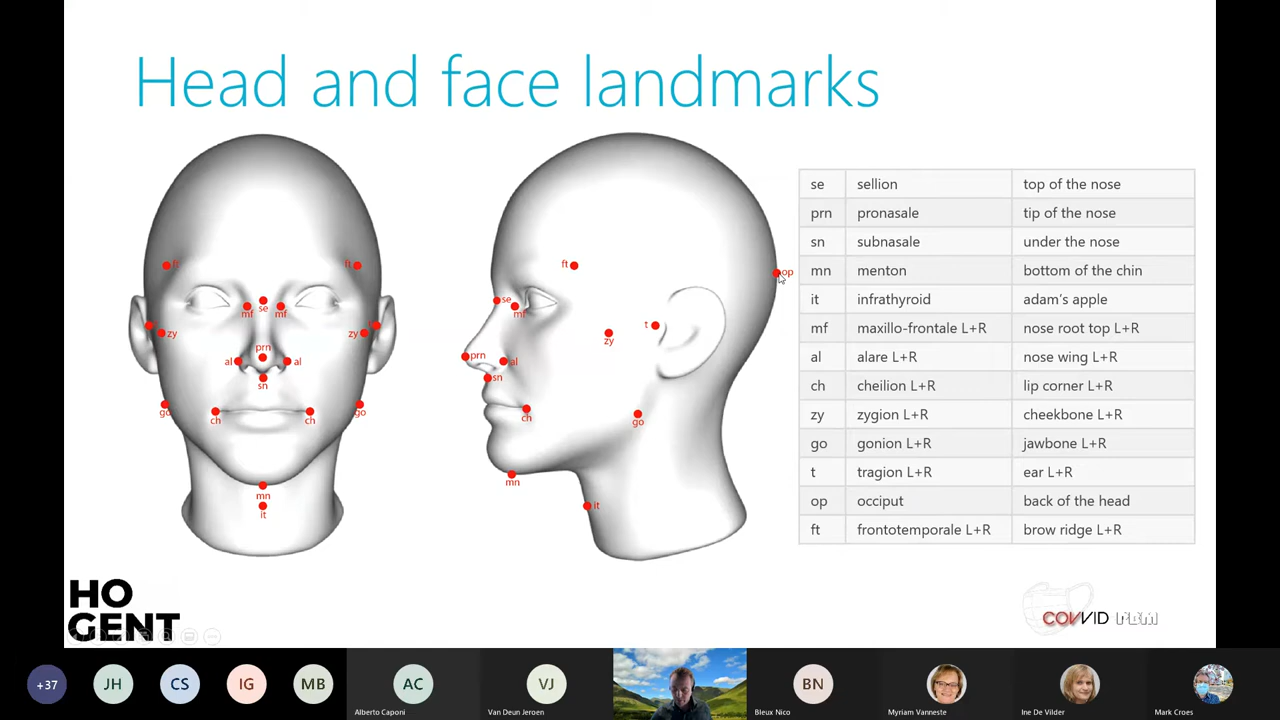 Head and face landmarks
ft
ft
se
mf
mf
zy
zy
prn
al
al
sn
go
go
ch
ch
mn
it
ft
op
se
mf
t
zy
prn
al
sn
ch
go
mn
it
se sellion top of the nose
prn pronasale tip of the nose
sn subnasale under the nose
mn menton bottom of the chin
it infrathyroid adam's apple
mf maxillo-frontale L+R nose root top L+R
al alare L+R nose wing L+R
ch cheilion L+R lip corner L+R
zy zygion L+R cheekbone L+R
go gonion L+R jawbone L+R
t tragion L+R ear L+R
op occiput back of the head
ft frontotemporale L+R brow ridge L+R
HO
GENT
COVVID PBM
+37
JH
CS
IG
MB
AC
Alberto Caponi
VJ
Van Deun Jeroen
BN
Bleux Nico
Myriam Vanneste
Ine De Vilder
Mark Croes